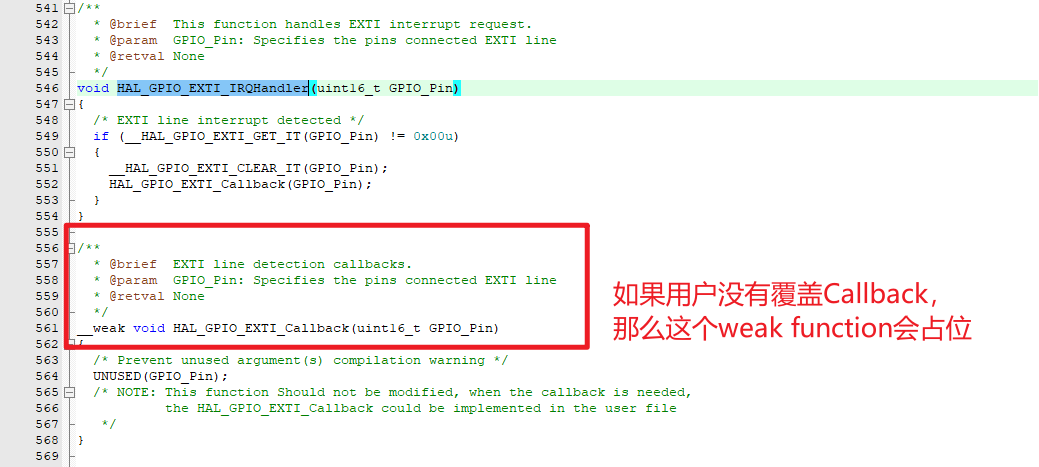 541 /**
542 * @brief This function handles EXTI interrupt request.
543 * @param GPIO_Pin: Specifies the pins connected EXTI line
544 * @retval None
545 */
546 void HAL_GPIO_EXTI_IRQHandler(uint16_t GPIO_Pin)
547 {
548 /* EXTI line interrupt detected */
549 if (__HAL_GPIO_EXTI_GET_IT(GPIO_Pin) != 0x00u)
550 {
551 __HAL_GPIO_EXTI_CLEAR_IT(GPIO_Pin);
552 HAL_GPIO_EXTI_Callback(GPIO_Pin);
553 }
554 }
555
556 /**
557 * @brief EXTI line detection callbacks.
558 * @param GPIO_Pin: Specifies the pins connected EXTI line
559 * @retval None
560 */
561 __weak void HAL_GPIO_EXTI_Callback(uint16_t GPIO_Pin)
562 {
563 /* Prevent unused argument(s) compilation warning */
564 UNUSED(GPIO_Pin);
565 /* NOTE: This function Should not be modified, when the callback is needed,
566 the HAL_GPIO_EXTI_Callback could be implemented in the user file
567 */
568 }
569
如果用户没有覆盖Callback，
那么这个weak function会占位